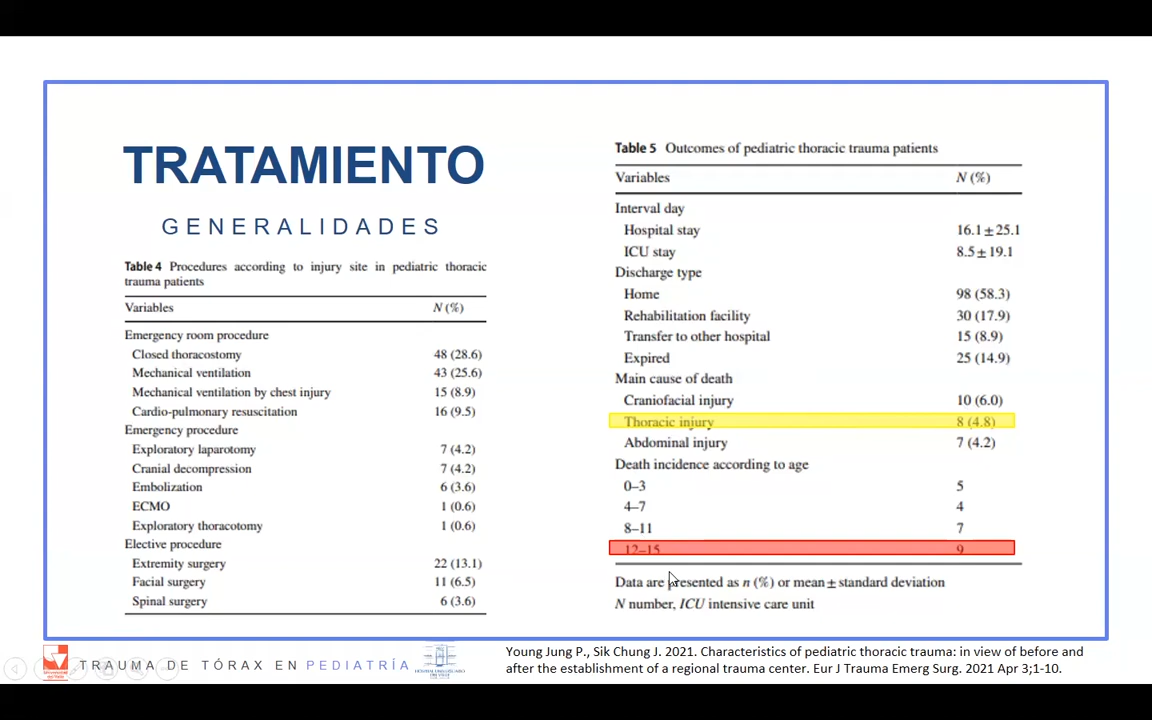 TRATAMIENTO
GENERALIDADES
Table 4 Procedures according to injury site in pediatric thoracic
trauma patients
Variables N (%)
Emergency room procedure
Closed thoracostomy 48 (28.6)
Mechanical ventilation 43 (25.6)
Mechanical ventilation by chest injury 15 (8.9)
Cardio-pulmonary resuscitation 16 (9.5)
Emergency procedure
Exploratory laparotomy 7 (4.2)
Cranial decompression 7 (4.2)
Embolization 6 (3.6)
ECMO 1 (0.6)
Exploratory thoracotomy 1 (0.6)
Elective procedure
Extremity surgery 22 (13.1)
Facial surgery 11 (6.5)
Spinal surgery 6 (3.6)
Table 5 Outcomes of pediatric thoracic trauma patients
Variables N (%)
Interval day
Hospital stay 16.1±25.1
ICU stay 8.5±19.1
Discharge type
Home 98 (58.3)
Rehabilitation facility 30 (17.9)
Transfer to other hospital 15 (8.9)
Expired 25 (14.9)
Main cause of death
Craniofacial injury 10 (6.0)
Thoracic injury 8 (4.8)
Abdominal injury 7 (4.2)
Death incidence according to age
0–3 5
4–7 4
8–11 7
12–15 9
Data are presented as n (%) or mean ± standard deviation
N number, ICU intensive care unit
TRAUMA DE TÓRAX EN PEDIATRÍA
Young Jung P., Sik Chung J. 2021. Characteristics of pediatric thoracic trauma: in view of before and
after the establishment of a regional trauma center. Eur J Trauma Emerg Surg. 2021 Apr 3;1-10.